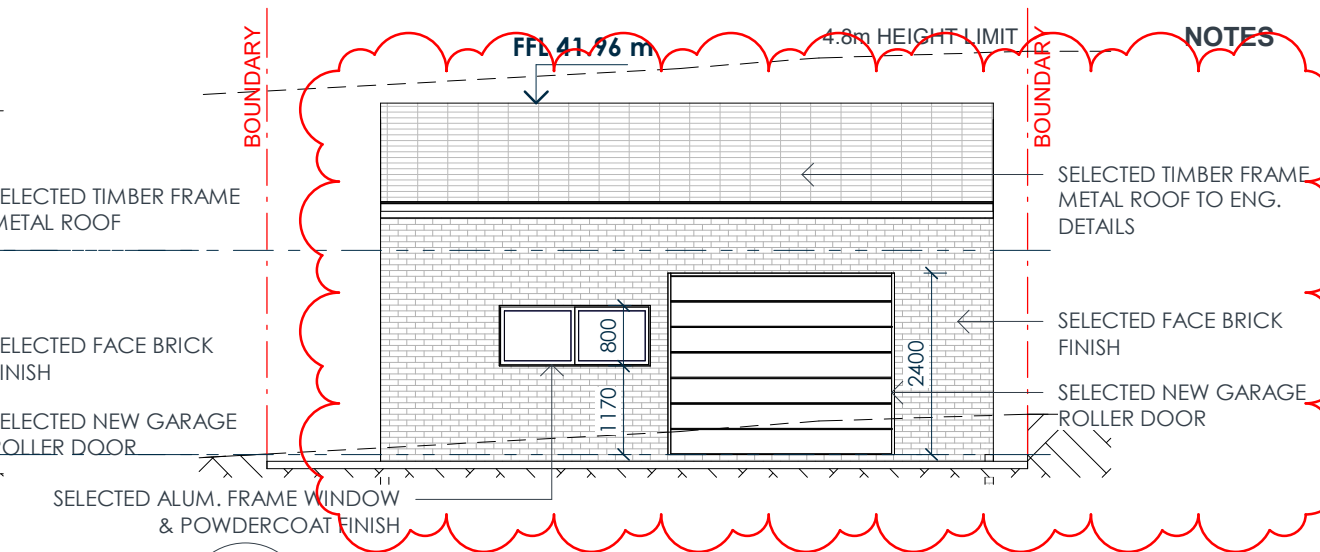 FFL 41.96 m
4.8m HEIGHT LIMIT
NOTES
BOUNDARY
BOUNDARY
ELECTED TIMBER FRAME
METAL ROOF
SELECTED TIMBER FRAME
METAL ROOF TO ENG.
DETAILS
800
2400
1170
ELECTED FACE BRICK
INISH
SELECTED FACE BRICK
FINISH
ELECTED NEW GARAGE
ROLLER DOOR
SELECTED NEW GARAGE
ROLLER DOOR
SELECTED ALUM. FRAME WINDOW
& POWDERCOAT FINISH